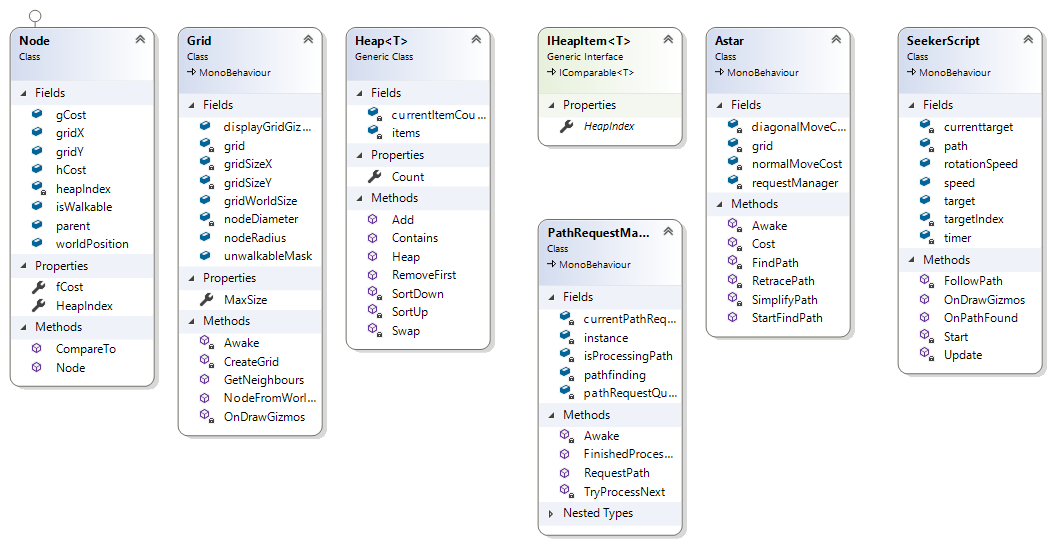 Node
Class
Fields
gCost
gridX
gridY
hCost
heapIndex
isWalkable
parent
worldPosition
Properties
fCost
HeapIndex
Methods
CompareTo
Node
Grid
Class
MonoBehaviour
Fields
displayGridGiz...
grid
gridSizeX
gridSizeY
gridWorldSize
nodeDiameter
nodeRadius
unwalkableMask
Properties
MaxSize
Methods
Awake
CreateGrid
GetNeighbours
NodeFromWorl...
OnDrawGizmos
Heap<T>
Generic Class
Fields
currentItemCou...
items
Properties
Count
Methods
Add
Contains
Heap
RemoveFirst
SortDown
SortUp
Swap
IHeapItem<T>
Generic Interface
IComparable<T>
Properties
HeapIndex
PathRequestMa...
Class
MonoBehaviour
Fields
currentPathReq...
instance
isProcessingPath
pathfinding
pathRequestQu...
Methods
Awake
FinishedProces...
RequestPath
TryProcessNext
Nested Types
Astar
Class
MonoBehaviour
Fields
diagonalMoveC...
grid
normalMoveCost
requestManager
Methods
Awake
Cost
FindPath
RetracePath
SimplifyPath
StartFindPath
SeekerScript
Class
MonoBehaviour
Fields
currenttarget
path
rotationSpeed
speed
target
targetIndex
timer
Methods
FollowPath
OnDrawGizmos
OnPathFound
Start
Update